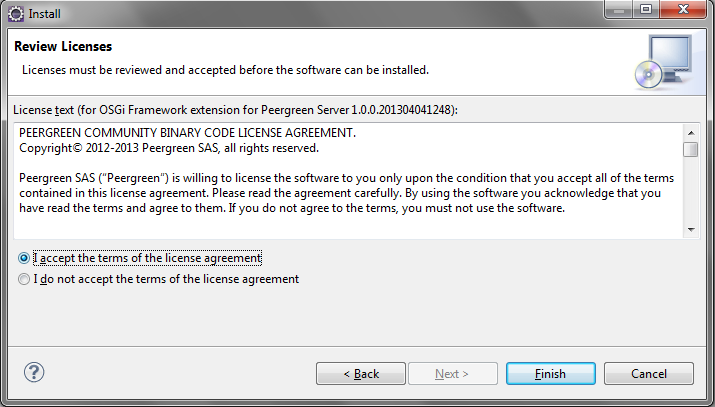 Install
Review Licenses
Licenses must be reviewed and accepted before the software can be installed.
License text (for OSGi Framework extension for Peergreen Server 1.0.0.201304041248):
PEERGREEN COMMUNITY BINARY CODE LICENSE AGREEMENT.
Copyright© 2012-2013 Peergreen SAS, all rights reserved.
Peergreen SAS (“Peergreen”) is willing to license the software to you only upon the condition that you accept all of the terms
contained in this license agreement. Please read the agreement carefully. By using the software you acknowledge that you
have read the terms and agree to them. If you do not agree to the terms, you must not use the software.
I accept the terms of the license agreement
I do not accept the terms of the license agreement
? < Back Next > Finish Cancel